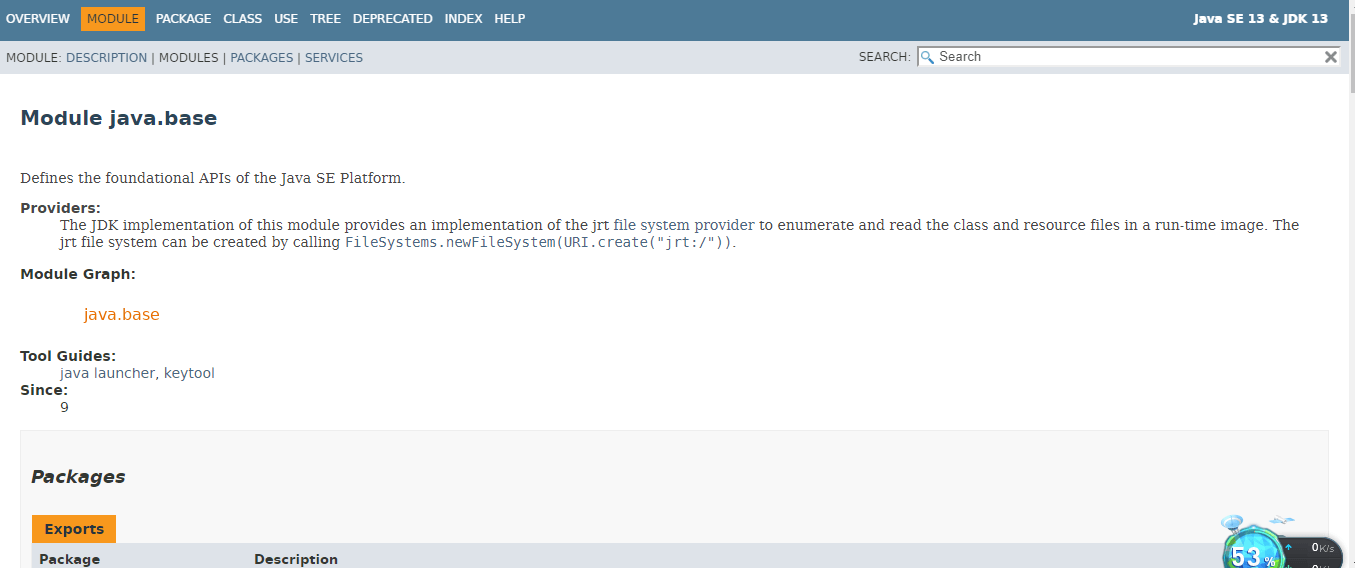 OVERVIEW MODULE PACKAGE CLASS USE TREE DEPRECATED INDEX HELP Java SE 13 & JDK 13
MODULE: DESCRIPTION | MODULES | PACKAGES | SERVICES SEARCH: Search
Module java.base
Defines the foundational APIs of the Java SE Platform.
Providers:
The JDK implementation of this module provides an implementation of the jrt file system provider to enumerate and read the class and resource files in a run-time image. The
jrt file system can be created by calling FileSystems.newFileSystem(URI.create("jrt:/")).
Module Graph:
java.base
Tool Guides:
java launcher, keytool
Since:
9
Packages
Exports
Package Description
53% 0K/s